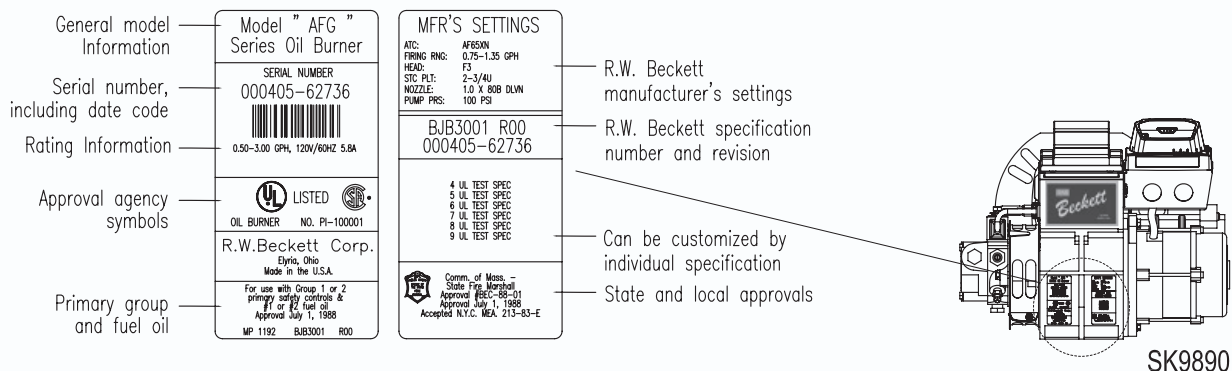 General model
Information
Serial number,
including date code
Rating Information
Approval agency
symbols
Primary group
and fuel oil
Model " AFG "
Series Oil Burner
SERIAL NUMBER
000405-62736
0.50-3.00 GPH, 120V/60HZ 5.8A
UL LISTED
OIL BURNER NO. PI-100001
R.W.Beckett Corp.
Elyria, Ohio
Made in the U.S.A.
For use with Group 1 or 2
primary safety controls &
#1 or #2 fuel oil
Approval July 1, 1988
MP 1192 BJB3001 R00
MFR'S SETTINGS
ATC: AF65XN
FIRING RNG: 0.75-1.35 GPH
HEAD: F3
STC PLT: 2-3/4U
NOZZLE: 1.0 X 80B DLVN
PUMP PRS: 100 PSI
BJB3001 R00
000405-62736
4 UL TEST SPEC
5 UL TEST SPEC
6 UL TEST SPEC
7 UL TEST SPEC
8 UL TEST SPEC
9 UL TEST SPEC
Comm. of Mass. -
State Fire Marshall
Approval #BEC-88-01
Approval July 1, 1988
Accepted N.Y.C. MEA. 213-83-E
R.W. Beckett
manufacturer's settings
R.W. Beckett specification
number and revision
Can be customized by
individual specification
State and local approvals
Beckett
SK9890